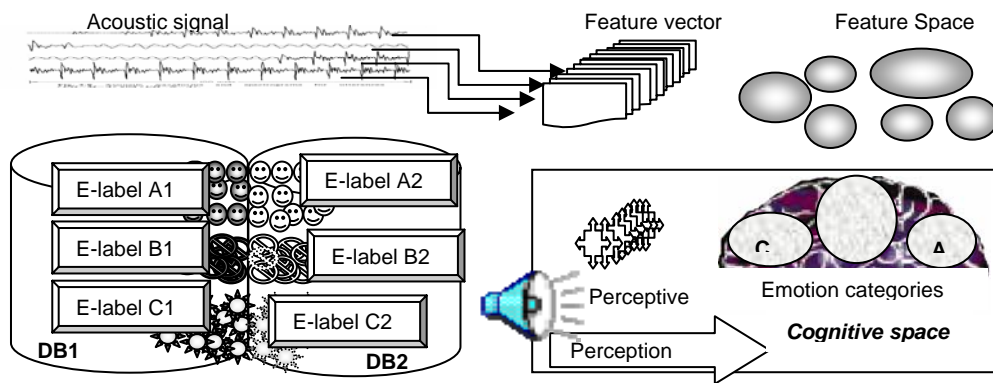 Acoustic signal
Feature vector
Feature Space
E-label A1
E-label A2
E-label B1
E-label B2
E-label C1
E-label C2
DB1
DB2
C
A
Perceptive
Emotion categories
Cognitive space
Perception